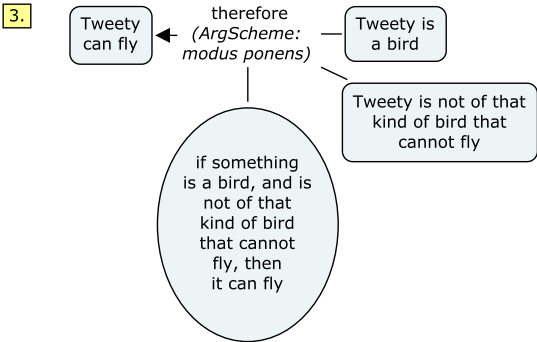 3.
Tweety
can fly
therefore
(ArgScheme:
modus ponens)
Tweety is
a bird
Tweety is not of that
kind of bird that
cannot fly
if something
is a bird, and is
not of that
kind of bird
that cannot
fly, then
it can fly